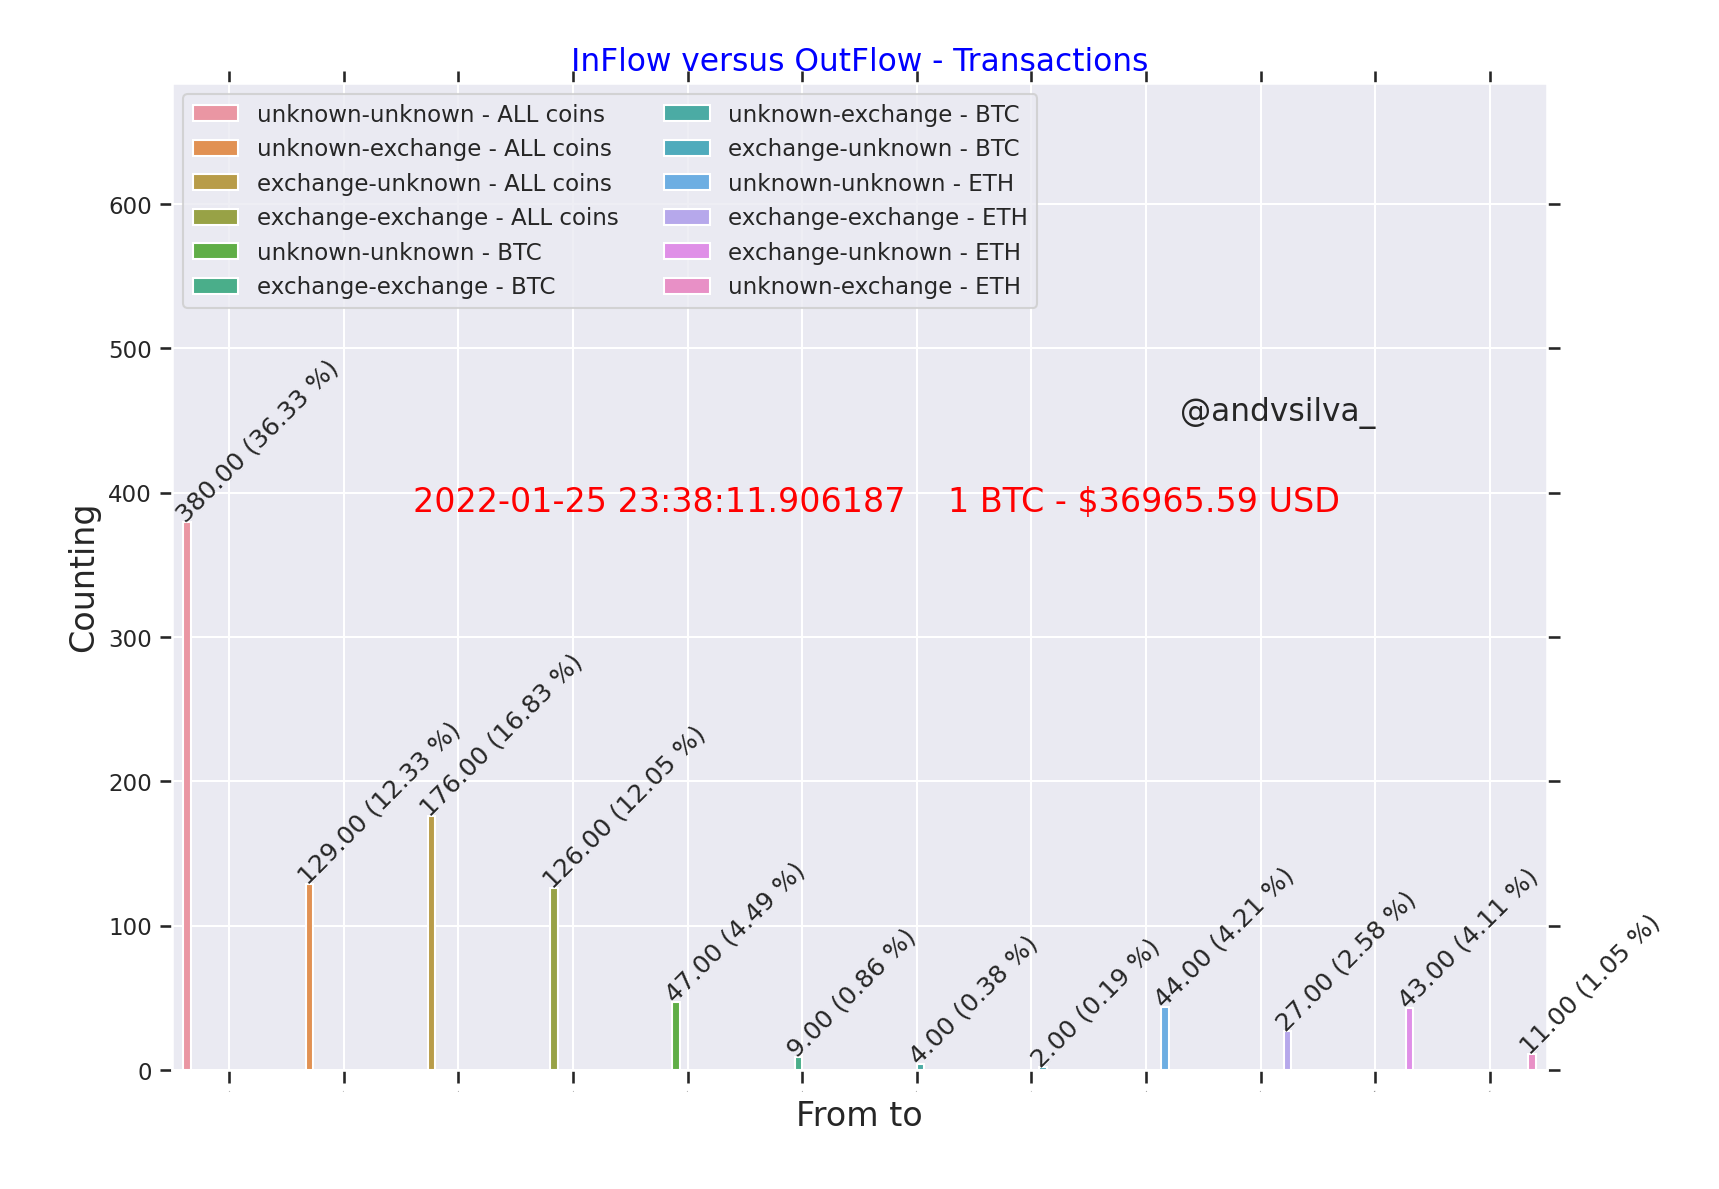 InFlow versus OutFlow - Transactions
unknown-unknown - ALL coins
unknown-exchange - ALL coins
exchange-unknown - ALL coins
exchange-exchange - ALL coins
unknown-unknown - BTC
exchange-exchange - BTC
unknown-exchange - BTC
exchange-unknown - BTC
unknown-unknown - ETH
exchange-exchange - ETH
exchange-unknown - ETH
unknown-exchange - ETH
600
500
400
300
200
100
0
Counting
@andvsilva_
2022-01-25 23:38:11.906187 1 BTC - $36965.59 USD
380.00 (36.33 %)
129.00 (12.33 %)
176.00 (16.83 %)
126.00 (12.05 %)
47.00 (4.49 %)
9.00 (0.86 %)
4.00 (0.38 %)
2.00 (0.19 %)
44.00 (4.21 %)
27.00 (2.58 %)
43.00 (4.11 %)
11.00 (1.05 %)
From to